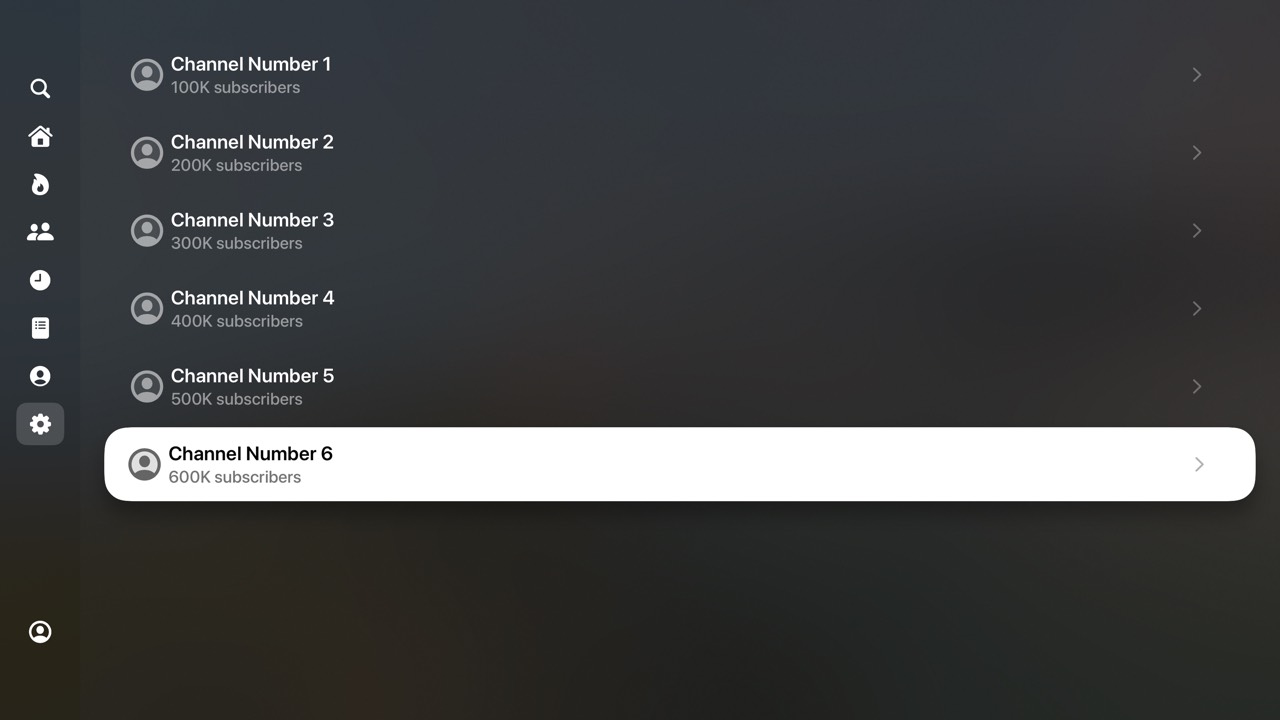 Channel Number 1
100K subscribers
Channel Number 2
200K subscribers
Channel Number 3
300K subscribers
Channel Number 4
400K subscribers
Channel Number 5
500K subscribers
Channel Number 6
600K subscribers